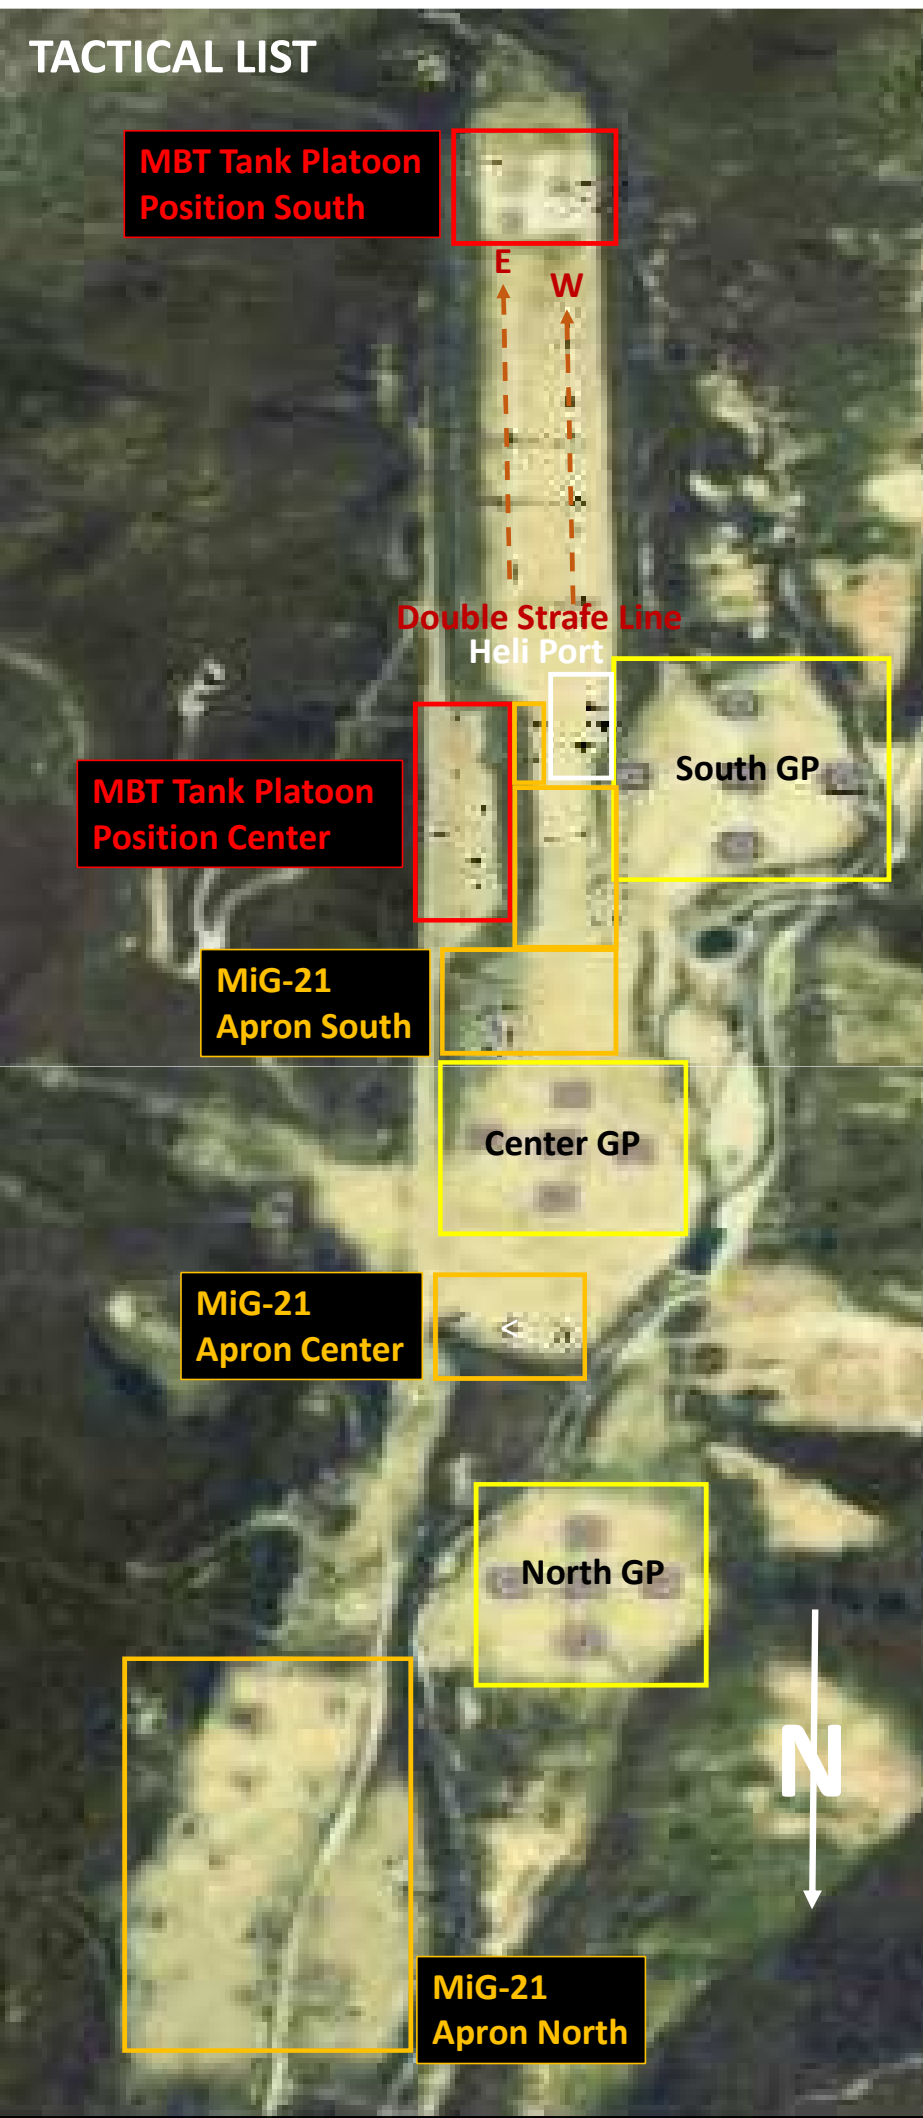 TACTICAL LIST
MBT Tank Platoon
Position South
E
W
Double Strafe Line
Heli Port
South GP
MBT Tank Platoon
Position Center
MiG-21
Apron South
Center GP
MiG-21
Apron Center
<
North GP
N
MiG-21
Apron North